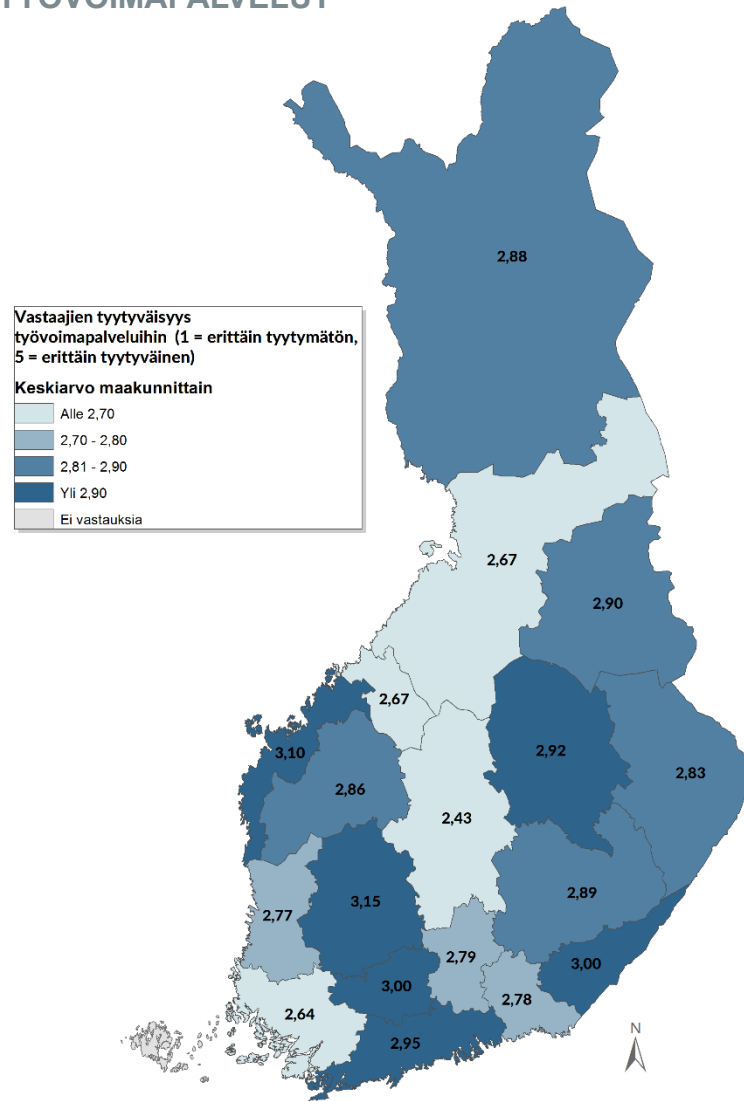 TYÖVOIMAPALVELUT
2,88
Vastaajien tyytyväisyys
työvoimapalveluihin (1 = erittäin tyytymätön,
5 = erittäin tyytyväinen)
Keskiarvo maakunnittain
Alle 2,70
2,70 - 2,80
2,81 - 2,90
Yli 2,90
Ei vastauksia
2,67
2,90
2,67
3,10
2,92
2,83
2,86
2,43
2,89
3,15
2,77
2,79
3,00
3,00
2,78
2,64
2,95
N